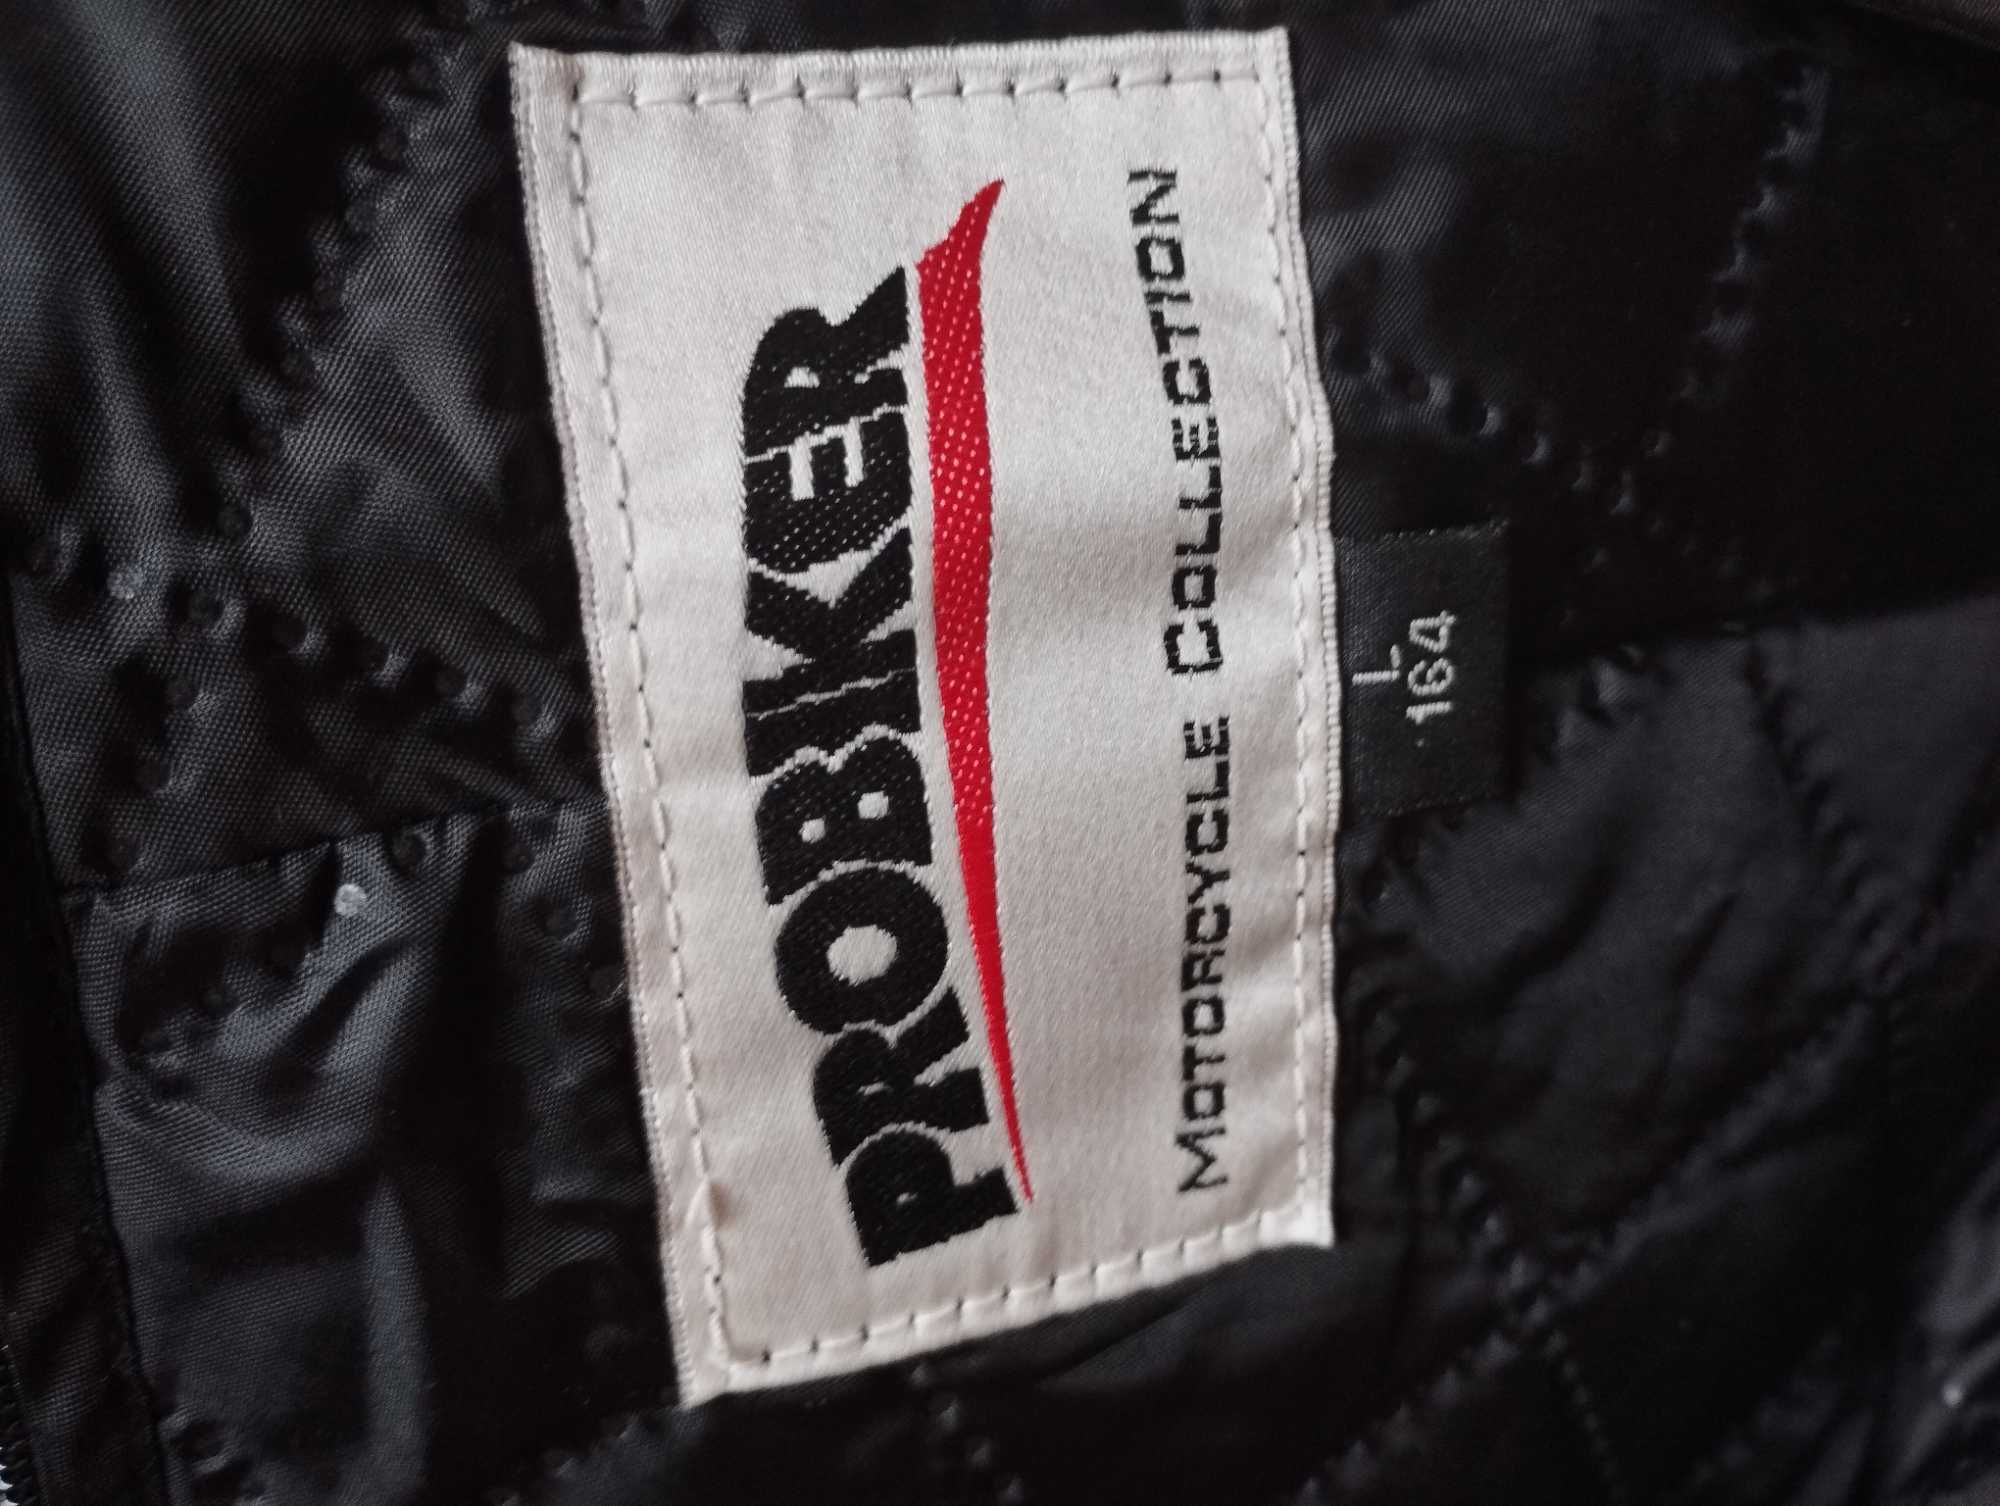 PROBIKER
MOTORCYCLE COLLECTION
L
164